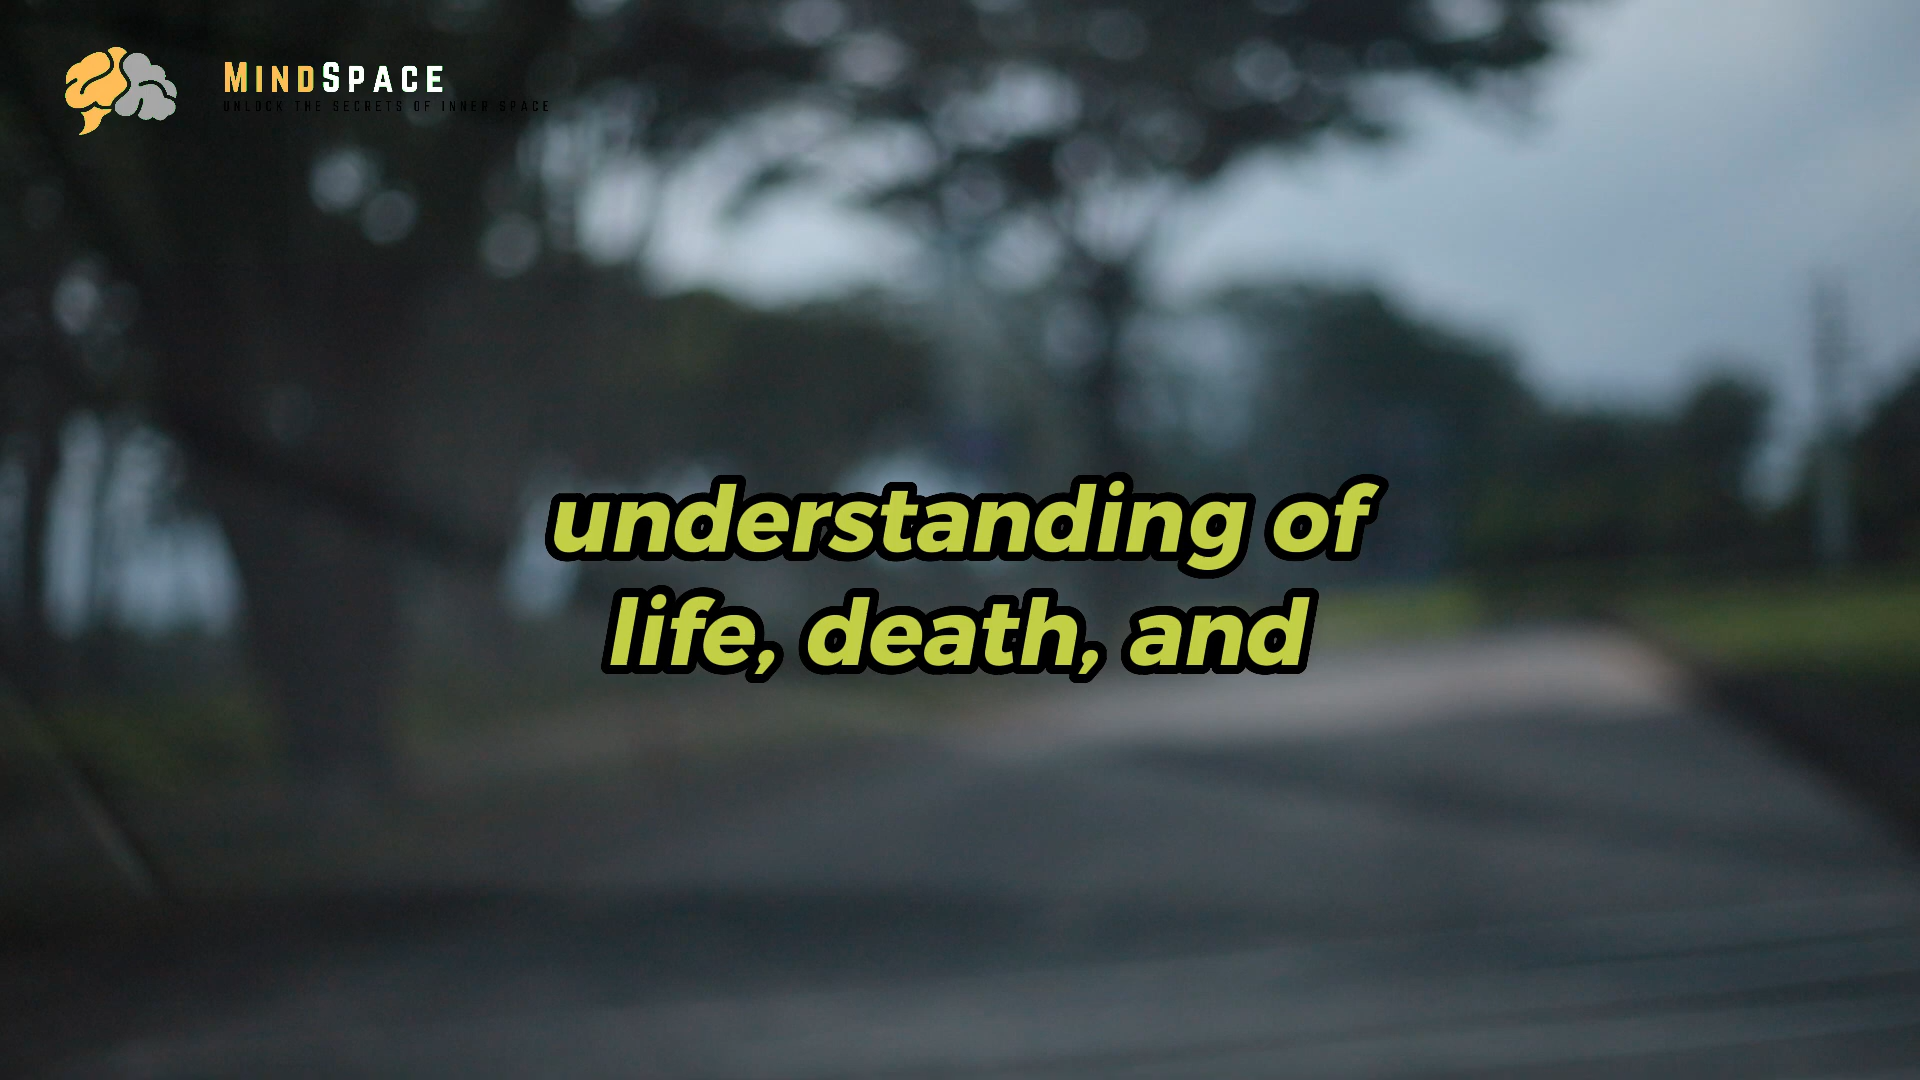 MINDSPACE
UNLOCK THE SECRETS OF INNER SPACE
understanding of
life, death, and